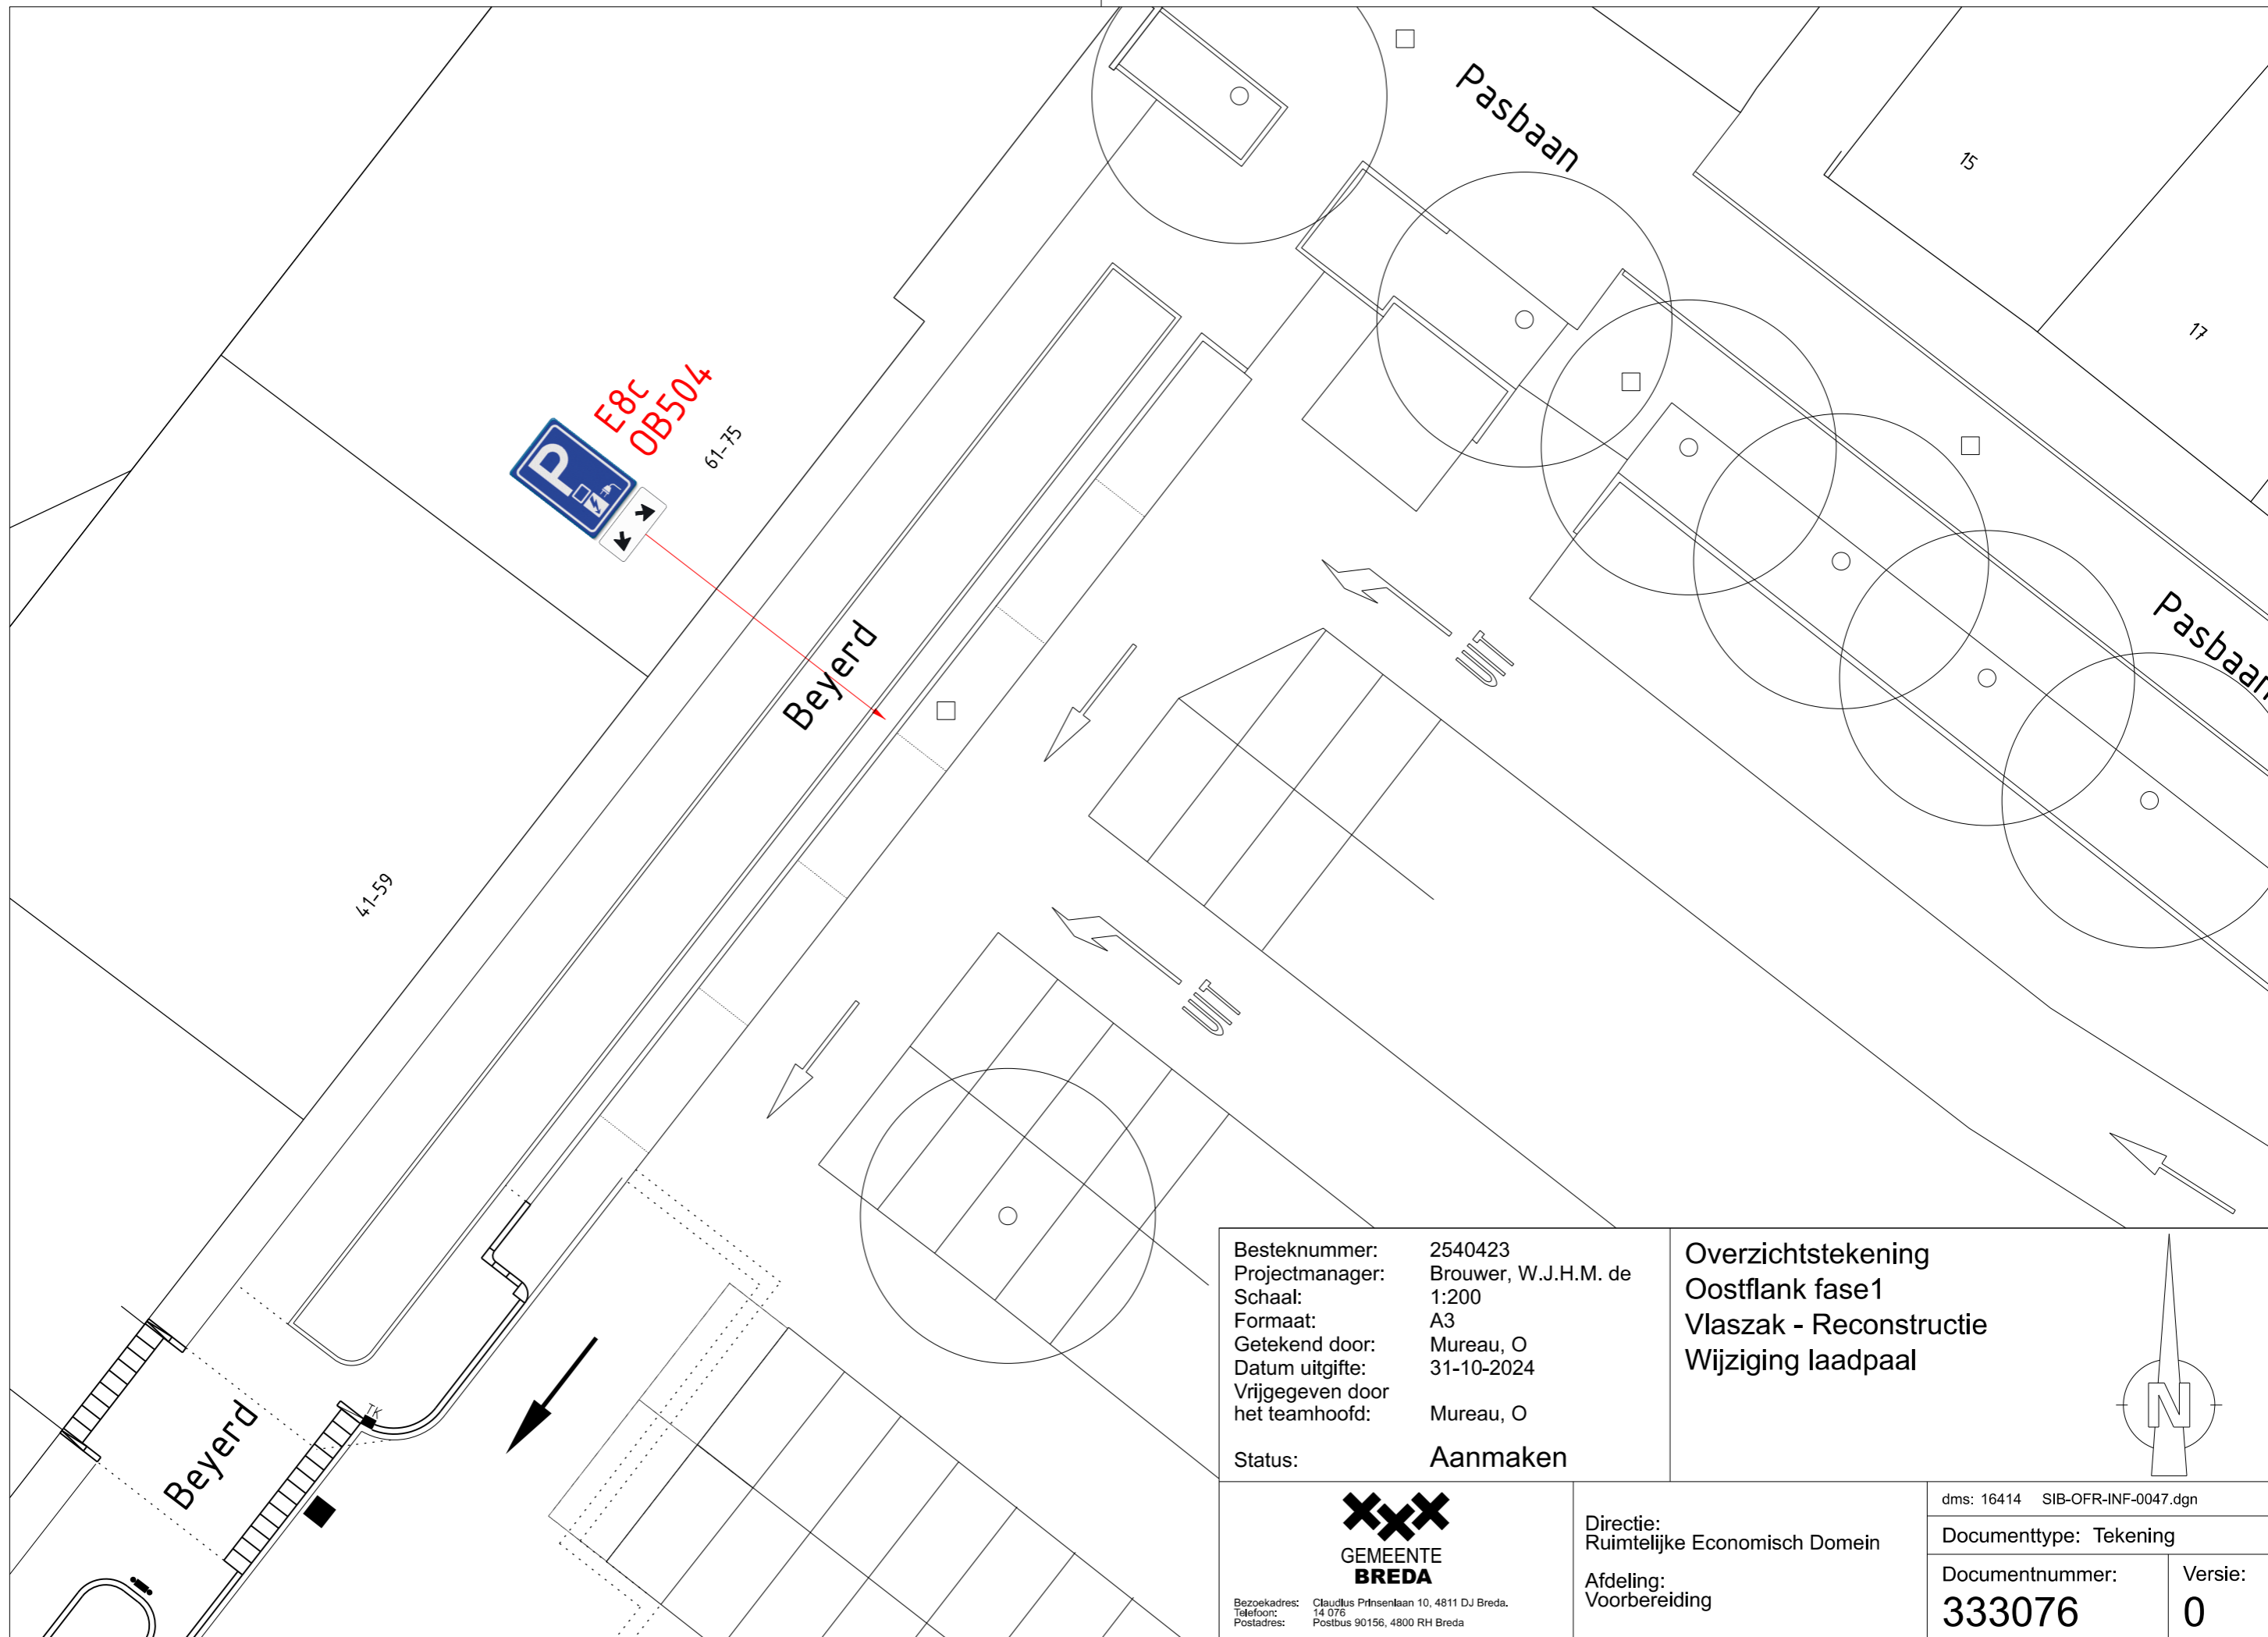 Pasbaan
15
17
E8c
OB504
61-75
P
Beyerd
UIT
Pasbaan
41-59
UIT
TK
Beyerd
Besteknummer: 2540423
Projectmanager: Brouwer, W.J.H.M. de
Schaal: 1:200
Formaat: A3
Getekend door: Mureau, O
Datum uitgifte: 31-10-2024
Vrijgegeven door
het teamhoofd: Mureau, O
Status: Aanmaken
Overzichtstekening
Oostflank fase1
Vlaszak - Reconstructie
Wijziging laadpaal
N
GEMEENTE
BREDA
Bezoekadres: Claudius Prinsenlaan 10, 4811 DJ Breda.
Telefoon: 14 076
Postadres: Postbus 90156, 4800 RH Breda
Directie:
Ruimtelijke Economisch Domein
Afdeling:
Voorbereiding
dms: 16414 SIB-OFR-INF-0047.dgn
Documenttype: Tekening
Documentnummer:
333076
Versie:
0